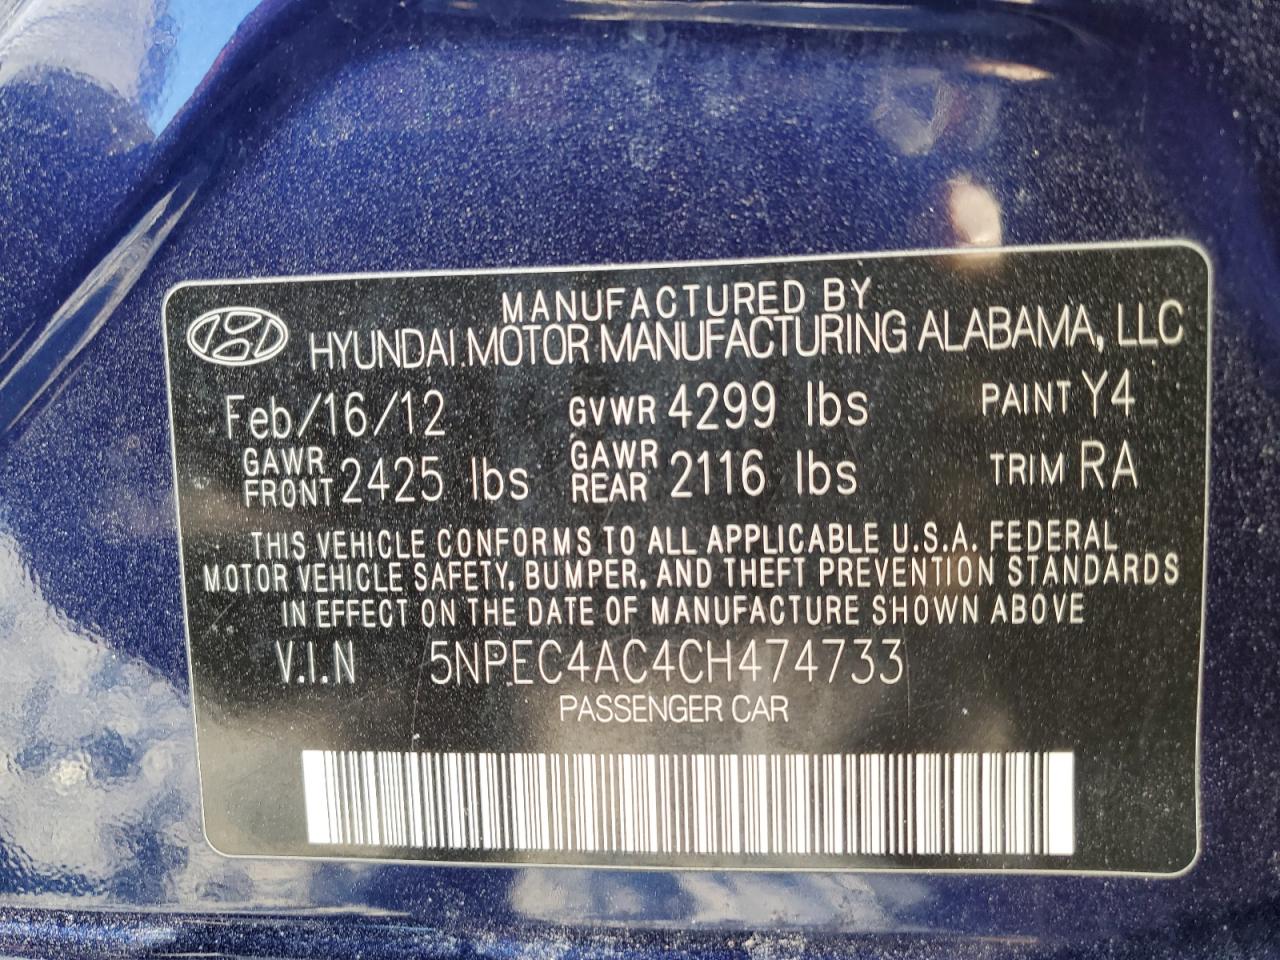 MANUFACTURED BY
HYUNDAI MOTOR MANUFACTURING ALABAMA, LLC
Feb/16/12 GVWR 4299 lbs PAINT Y4
GAWR FRONT 2425 lbs GAWR REAR 2116 lbs TRIM RA
THIS VEHICLE CONFORMS TO ALL APPLICABLE U.S.A. FEDERAL
MOTOR VEHICLE SAFETY, BUMPER, AND THEFT PREVENTION STANDARDS
IN EFFECT ON THE DATE OF MANUFACTURE SHOWN ABOVE
V.I.N 5NPEC4AC4CH474733
PASSENGER CAR